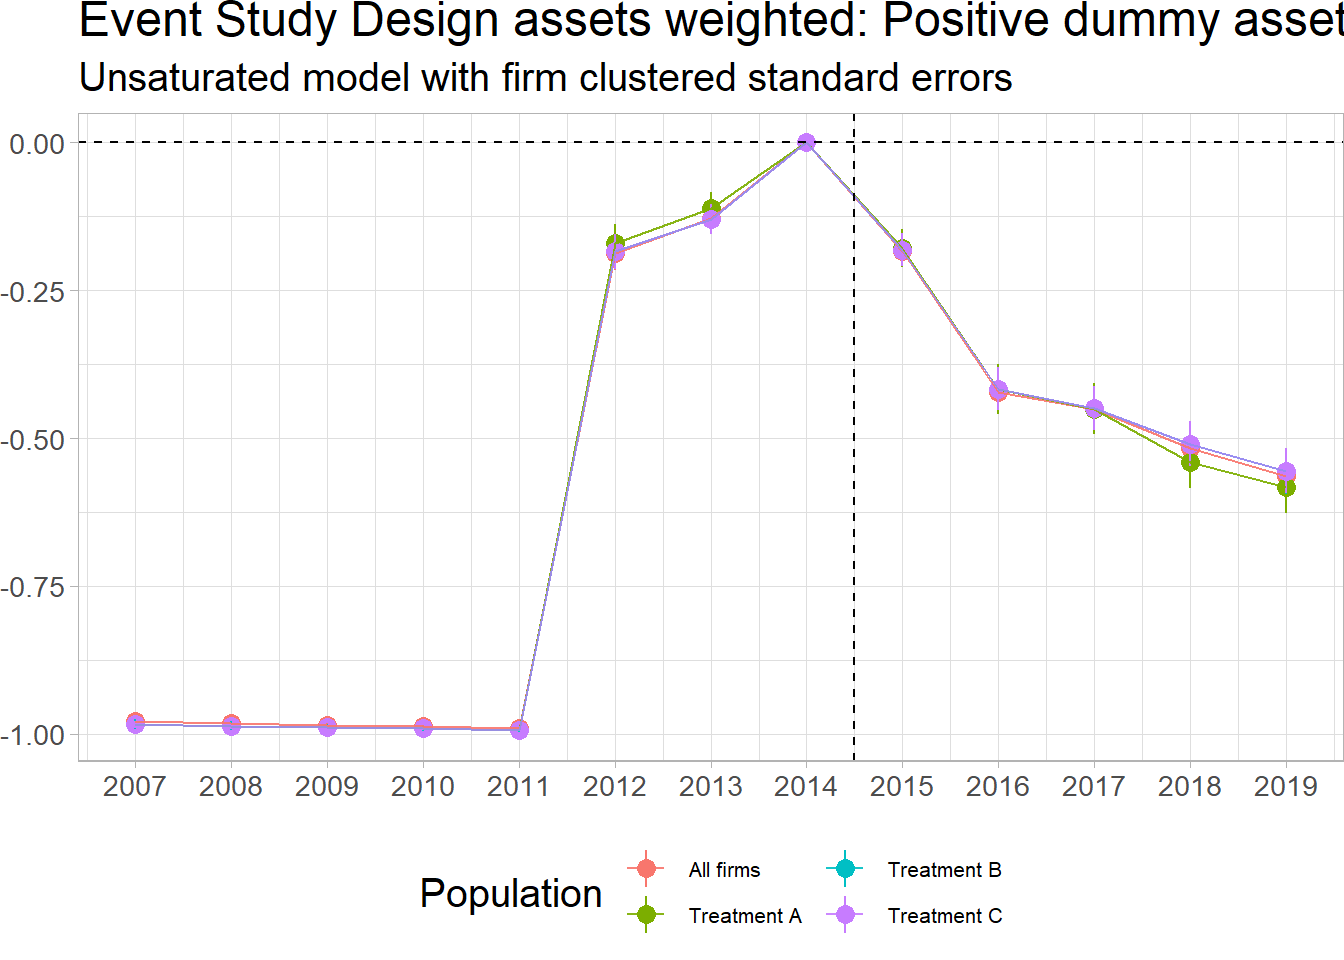 Event Study Design assets weighted: Positive dummy asset
Unsaturated model with firm clustered standard errors
0.00
-0.25
-0.50
-0.75
-1.00
2007 2008 2009 2010 2011 2012 2013 2014 2015 2016 2017 2018 2019
Population
All firms
Treatment A
Treatment B
Treatment C